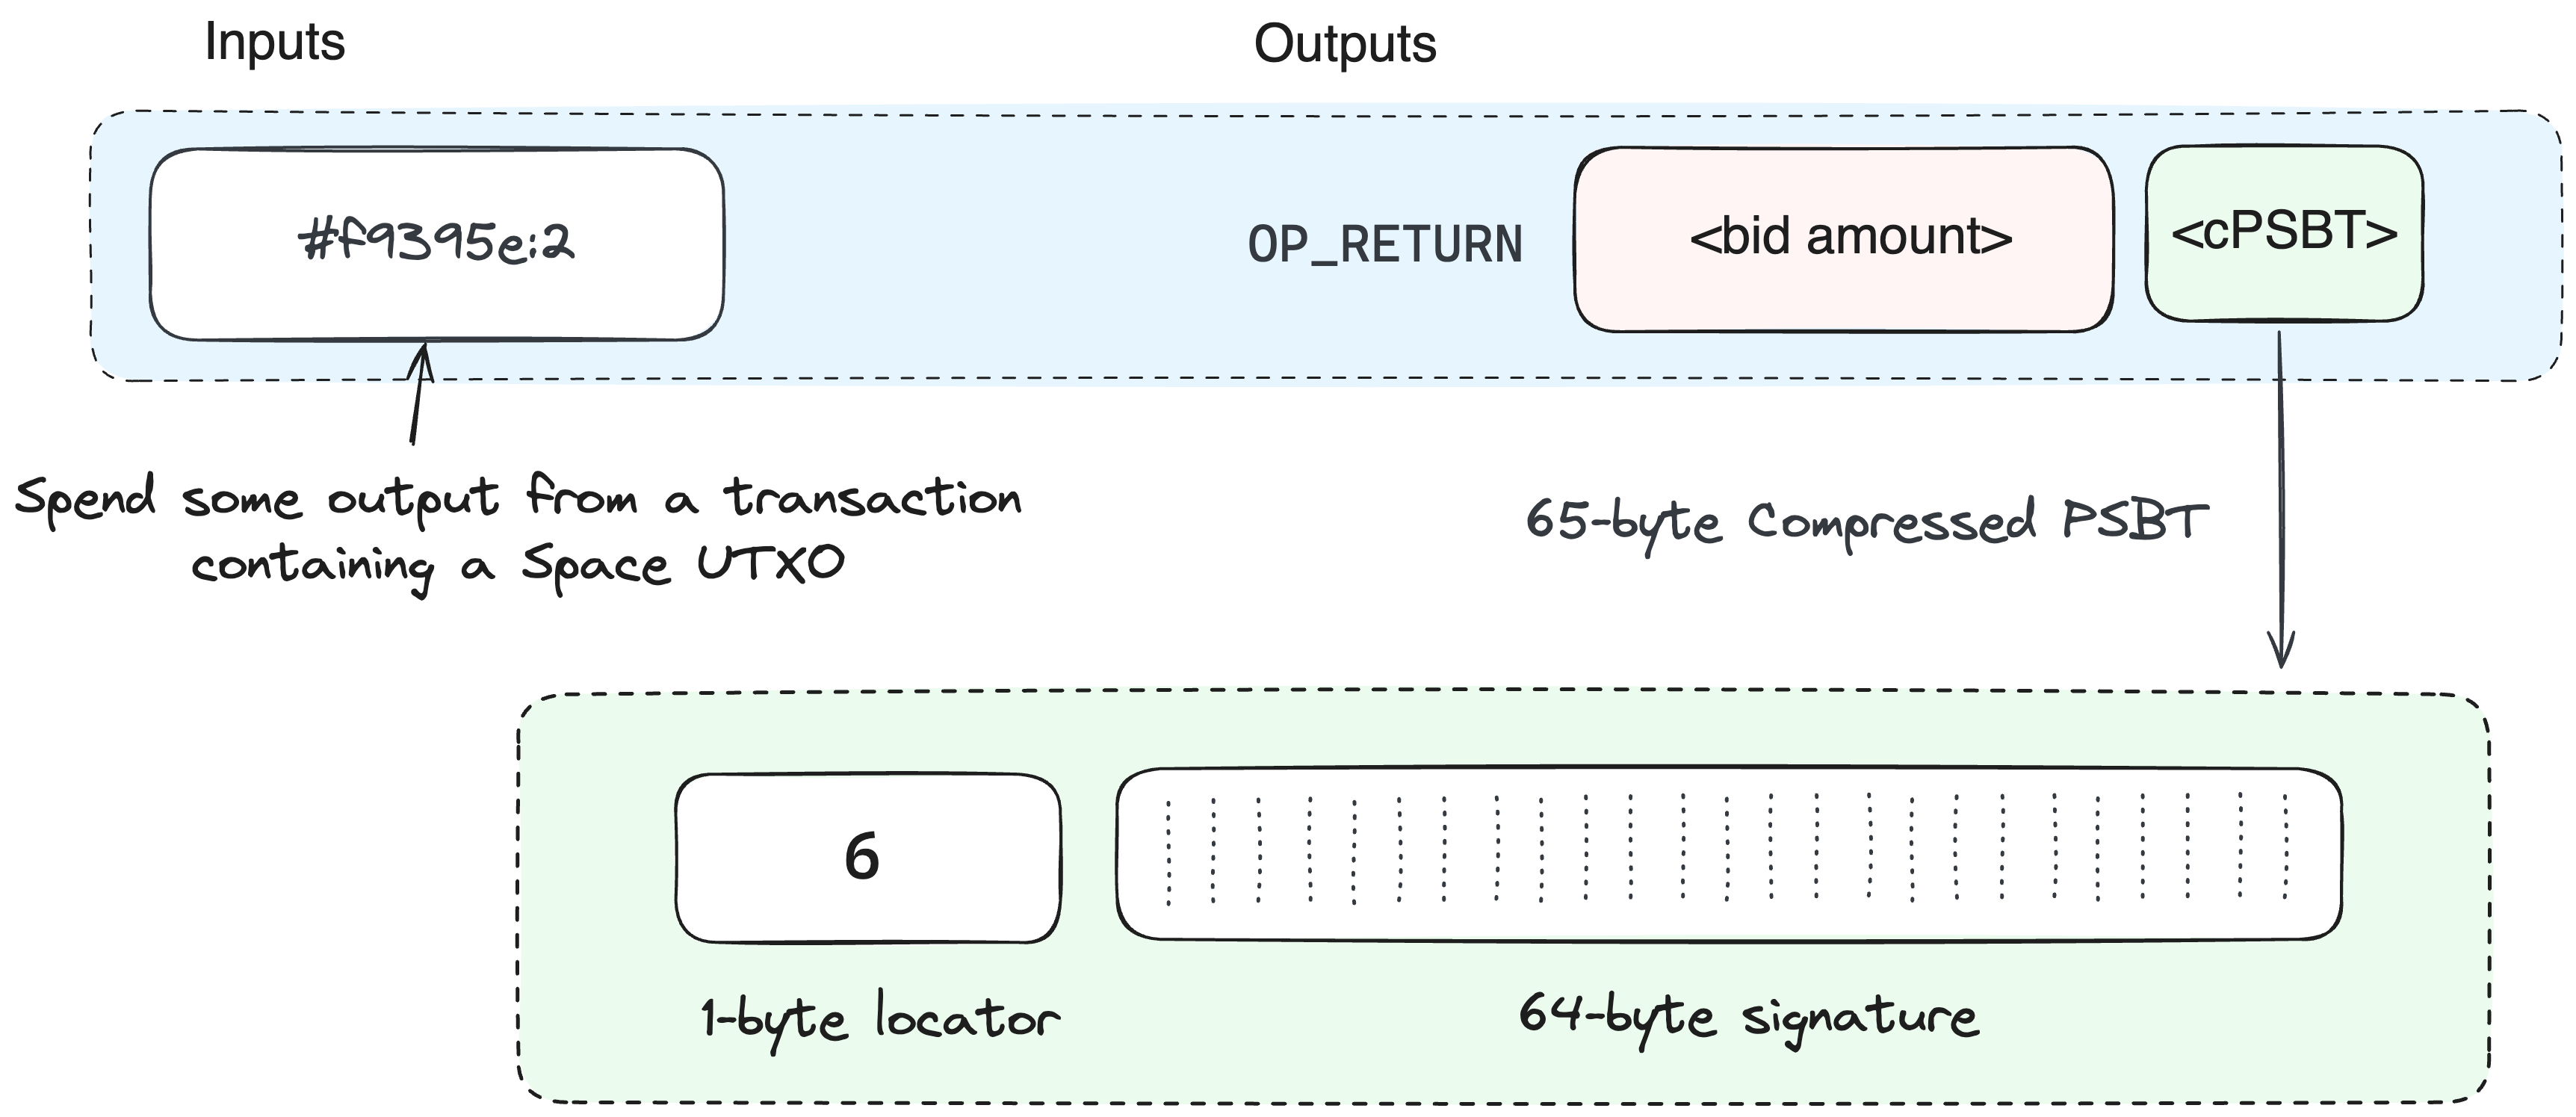 Inputs
Outputs
#f9395e:2
OP_RETURN
<bid amount>
<cPSBT>
Spend some output from a transaction
containing a Space UTXO
65-byte Compressed PSBT
6
1-byte locator
64-byte signature